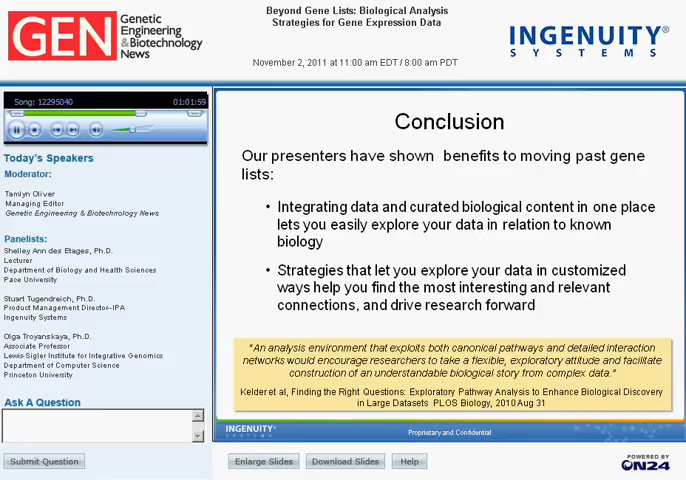 GEN
Genetic
Engineering
& Biotechnology
News
Beyond Gene Lists: Biological Analysis
Strategies for Gene Expression Data
November 2, 2011 at 11:00 am EDT / 8:00 am PDT
INGENUITY®
SYSTEMS
Song: 12295040
01:01:59
Today's Speakers
Moderator:
Tamlyn Oliver
Managing Editor
Genetic Engineering & Biotechnology News
Panelists:
Shelley Ann des Etages, Ph.D.
Lecturer
Department of Biology and Health Sciences
Pace University
Stuart Tugendreich, Ph.D.
Product Management Director–IPA
Ingenuity Systems
Olga Troyanskaya, Ph.D.
Associate Professor
Lewis-Sigler Institute for Integrative Genomics
Department of Computer Science
Princeton University
Ask A Question
Submit Question
Conclusion
Our presenters have shown benefits to moving past gene
lists:
• Integrating data and curated biological content in one place
lets you easily explore your data in relation to known
biology
• Strategies that let you explore your data in customized
ways help you find the most interesting and relevant
connections, and drive research forward
"An analysis environment that exploits both canonical pathways and detailed interaction
networks would encourage researchers to take a flexible, exploratory attitude and facilitate
construction of an understandable biological story from complex data."
Kelder et al, Finding the Right Questions: Exploratory Pathway Analysis to Enhance Biological Discovery
in Large Datasets PLOS Biology, 2010 Aug 31
INGENUITY
SYSTEMS
Proprietary and Confidential
Enlarge Slides
Download Slides
Help
POWERED BY
ON24